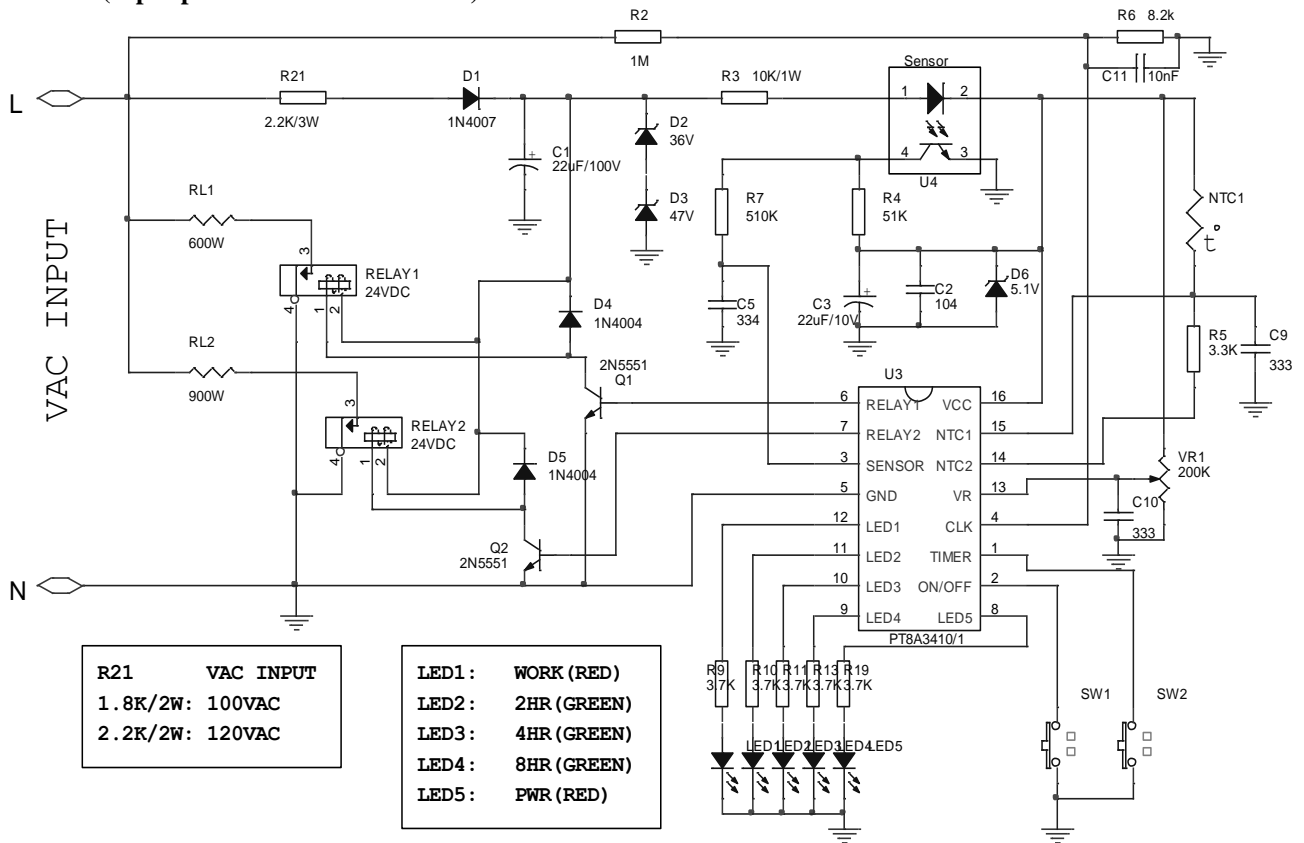 R2
1M
R6 8.2k
C11 10nF
L
R21
2.2K/3W
D1
1N4007
R3 10K/1W
Sensor
1 2
4 3
U4
C1
22uF/100V
D2
36V
D3
47V
R7
510K
R4
51K
NTC1
t°
VAC INPUT
RL1
600W
3
RELAY1
24VDC
4 1 2
D4
1N4004
C5
334
C3
22uF/10V
C2
104
D6
5.1V
R5
3.3K
C9
333
RL2
900W
3
RELAY2
24VDC
4 1 2
2N5551
Q1
D5
1N4004
Q2
2N5551
U3
6 RELAY1 VCC 16
7 RELAY2 NTC1 15
3 SENSOR NTC2 14
5 GND VR 13
12 LED1 CLK 4
11 LED2 TIMER 1
10 LED3 ON/OFF 2
9 LED4 LED5 8
PT8A3410/1
VR1
200K
C10
333
N
R21 VAC INPUT
1.8K/2W: 100VAC
2.2K/2W: 120VAC
LED1: WORK(RED)
LED2: 2HR(GREEN)
LED3: 4HR(GREEN)
LED4: 8HR(GREEN)
LED5: PWR(RED)
R9 R10 R11 R13 R19
3.7K 3.7K 3.7K 3.7K 3.7K
LED1 LED2 LED3 LED4 LED5
SW1 SW2